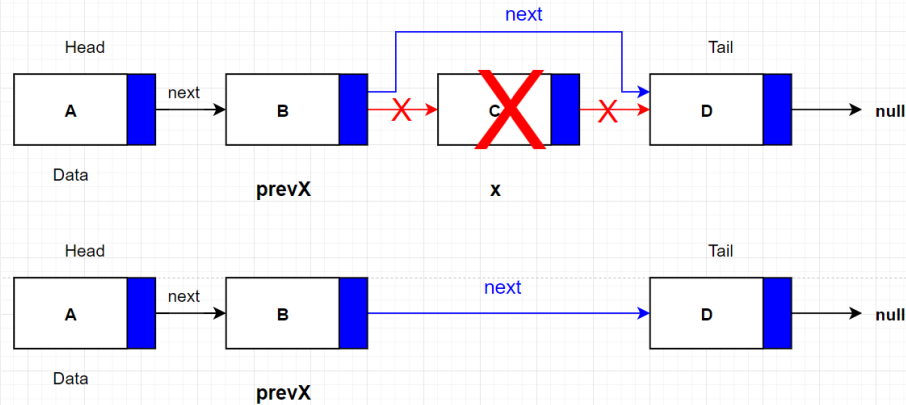 next
Head
Tail
A
next
B
X
C
X
D
null
Data
prevX
x
Head
Tail
A
next
B
next
D
null
Data
prevX